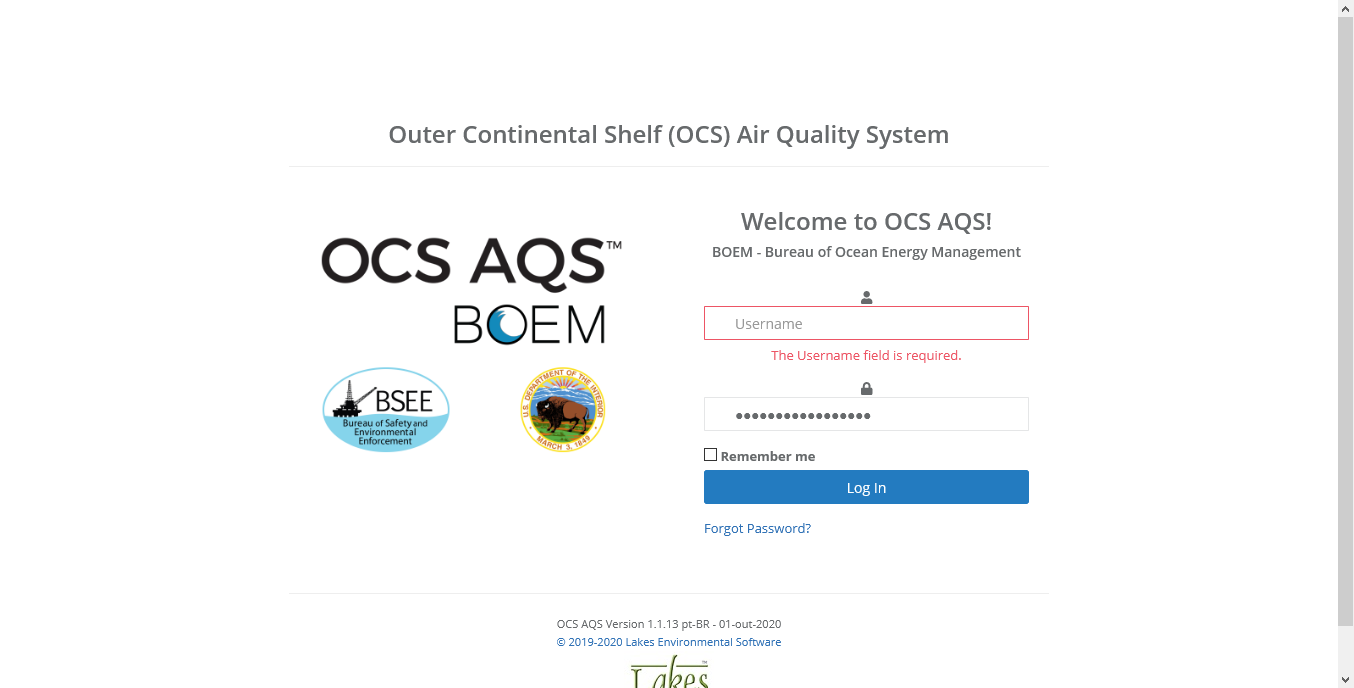 Outer Continental Shelf (OCS) Air Quality System
OCS AQS™
BOEM
BSEE
Bureau of Safety and
Environmental
Enforcement
U.S. DEPARTMENT OF THE INTERIOR
MARCH 3, 1849
Welcome to OCS AQS!
BOEM - Bureau of Ocean Energy Management
Username
The Username field is required.
•••••••••••••••••
Remember me
Log In
Forgot Password?
OCS AQS Version 1.1.13 pt-BR - 01-out-2020
© 2019-2020 Lakes Environmental Software
Lakes™